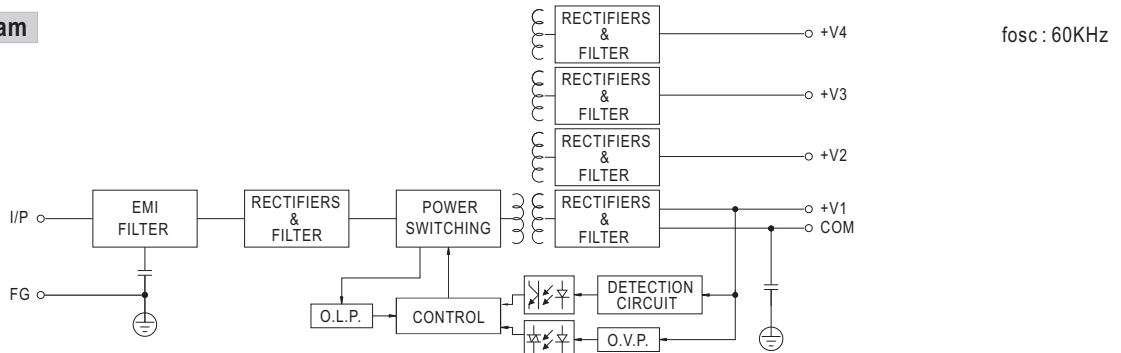 am
RECTIFIERS
&
FILTER
+V4
fosc : 60KHz
RECTIFIERS
&
FILTER
+V3
RECTIFIERS
&
FILTER
+V2
I/P
EMI
FILTER
RECTIFIERS
&
FILTER
POWER
SWITCHING
RECTIFIERS
&
FILTER
+V1
COM
FG
O.L.P.
CONTROL
DETECTION
CIRCUIT
O.V.P.